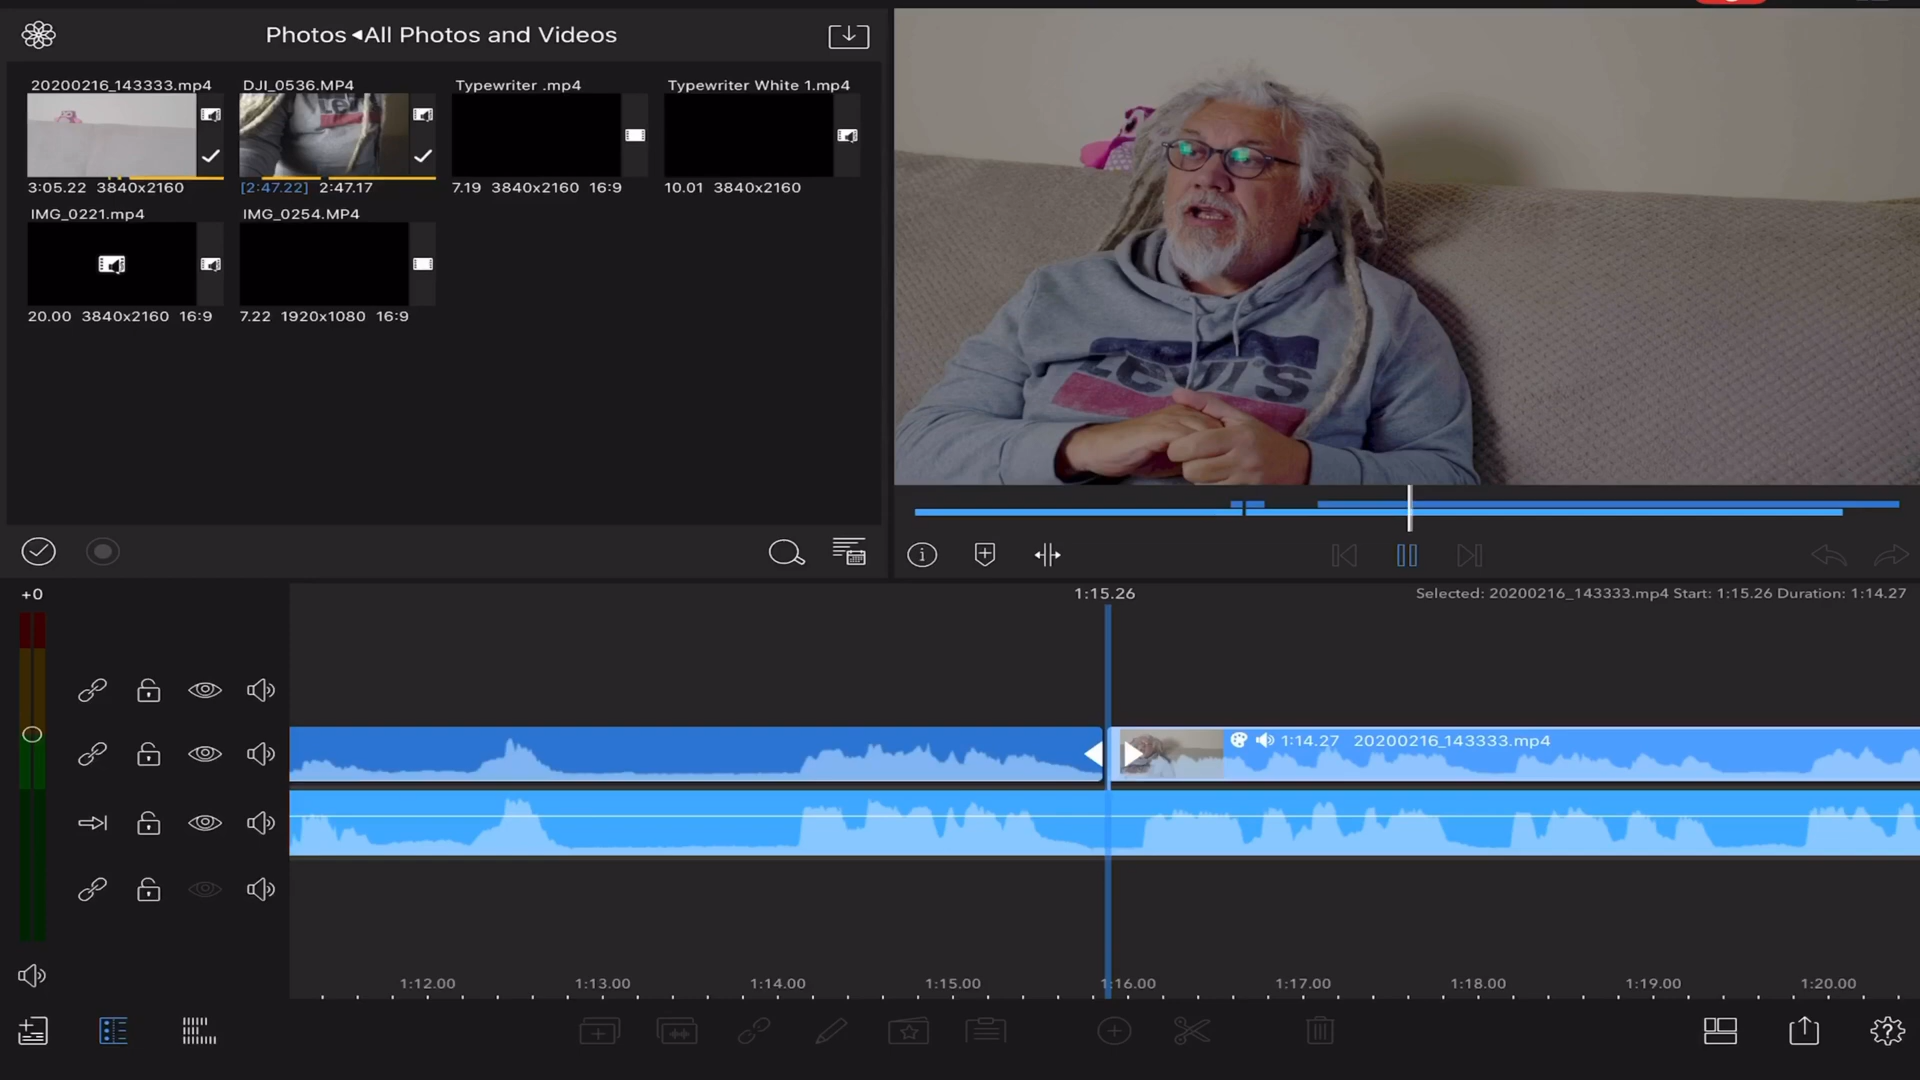 Photos ◂All Photos and Videos
20200216_143333.mp4
DJI_0536.MP4
Typewriter .mp4
Typewriter White 1.mp4
3:05.22 3840x2160
[2:47.22] 2:47.17
7.19 3840x2160 16:9
10.01 3840x2160
IMG_0221.mp4
IMG_0254.MP4
20.00 3840x2160 16:9
7.22 1920x1080 16:9
LEVI'S
+0
1:15.26
Selected: 20200216_143333.mp4 Start: 1:15.26 Duration: 1:14.27
1:14.27 20200216_143333.mp4
1:12.00
1:13.00
1:14.00
1:15.00
1:16.00
1:17.00
1:18.00
1:19.00
1:20.00